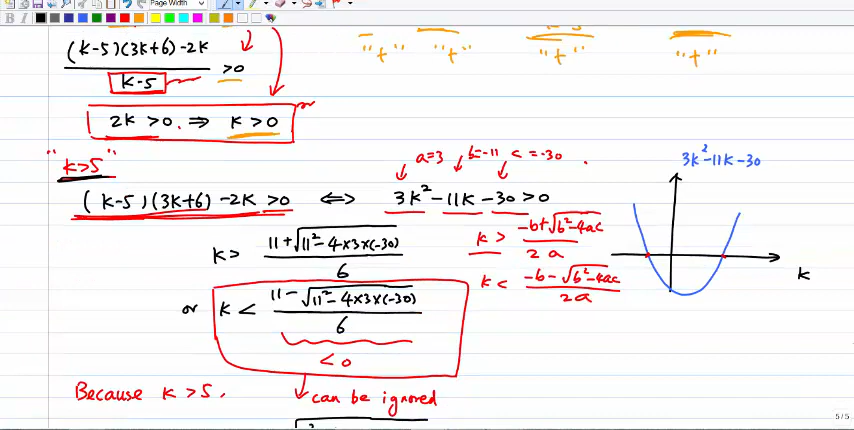 Page Width
B I U
(k-5)(3k+6)-2k
k-5
>0
"+" "+" "+" "+"
2k >0. ⇒ k>0
"k>5"
a=3 b=-11 c=-30
3k²-11k-30
(k-5)(3k+6)-2k >0 ⇔ 3k²-11k-30>0
k> 11+√11²-4×3×(-30)
6
k > -b+√b²-4ac
2a
or k < 11-√11²-4×3×(-30)
6
k < -b-√b²-4ac
2a
k
<0
Because k>5,
can be ignored
5/5